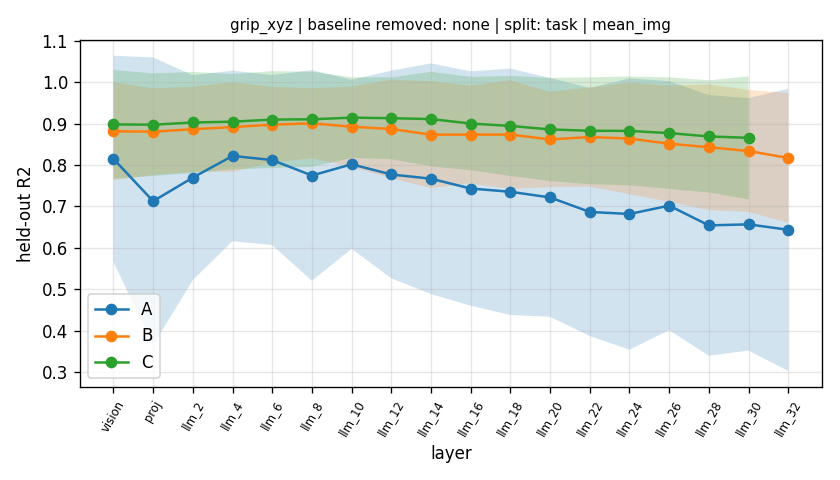 grip_xyz | baseline removed: none | split: task | mean_img
held-out R2
1.1
1.0
0.9
0.8
0.7
0.6
0.5
0.4
0.3
A
B
C
vision
proj
llm_2
llm_4
llm_6
llm_8
llm_10
llm_12
llm_14
llm_16
llm_18
llm_20
llm_22
llm_24
llm_26
llm_28
llm_30
llm_32
layer